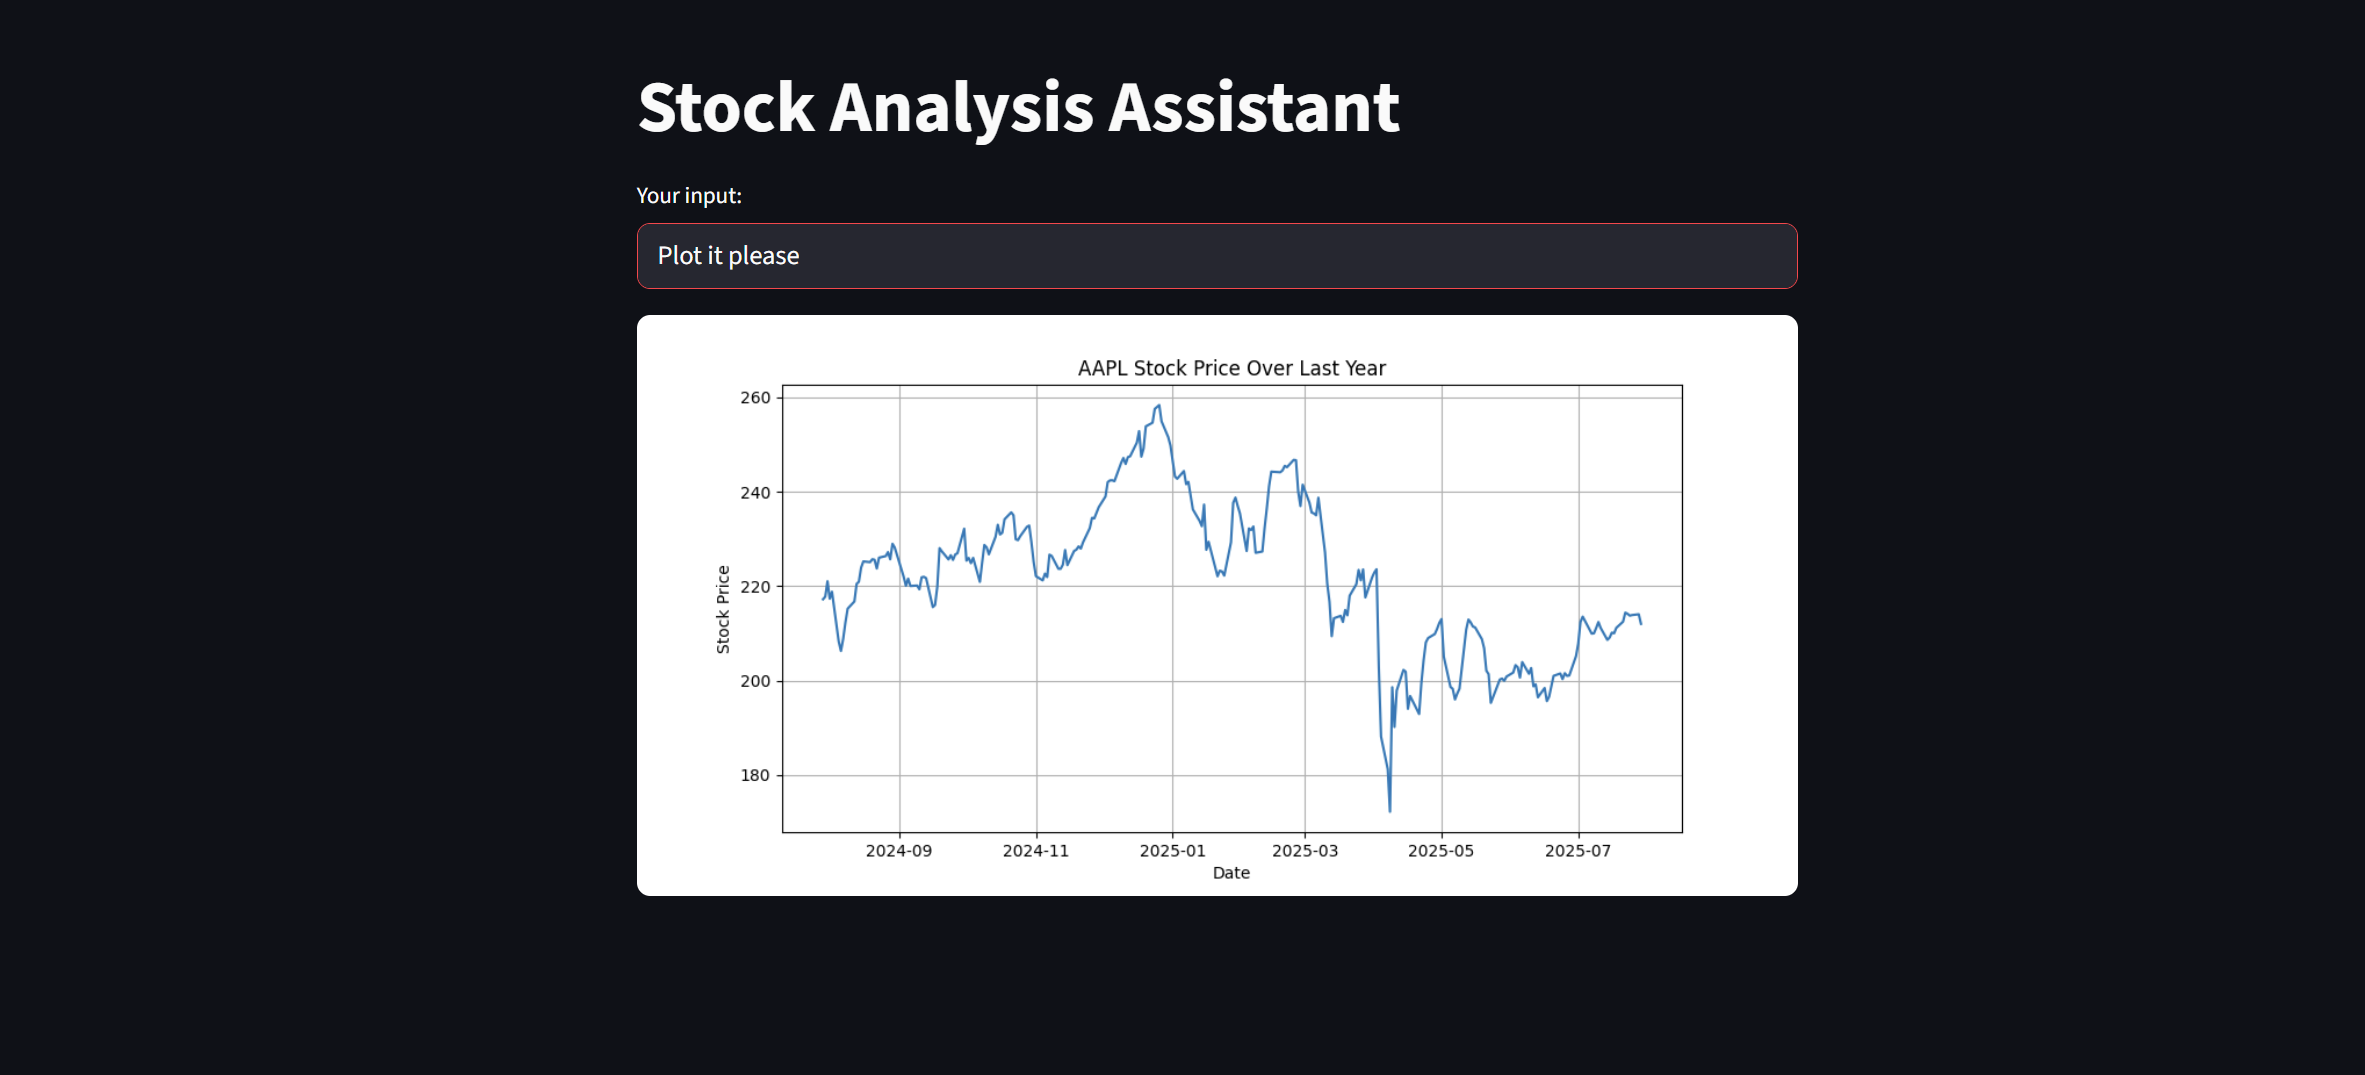 Stock Analysis Assistant
Your input:
Plot it please
AAPL Stock Price Over Last Year
260
240
220
200
180
Stock Price
2024-09 2024-11 2025-01 2025-03 2025-05 2025-07
Date